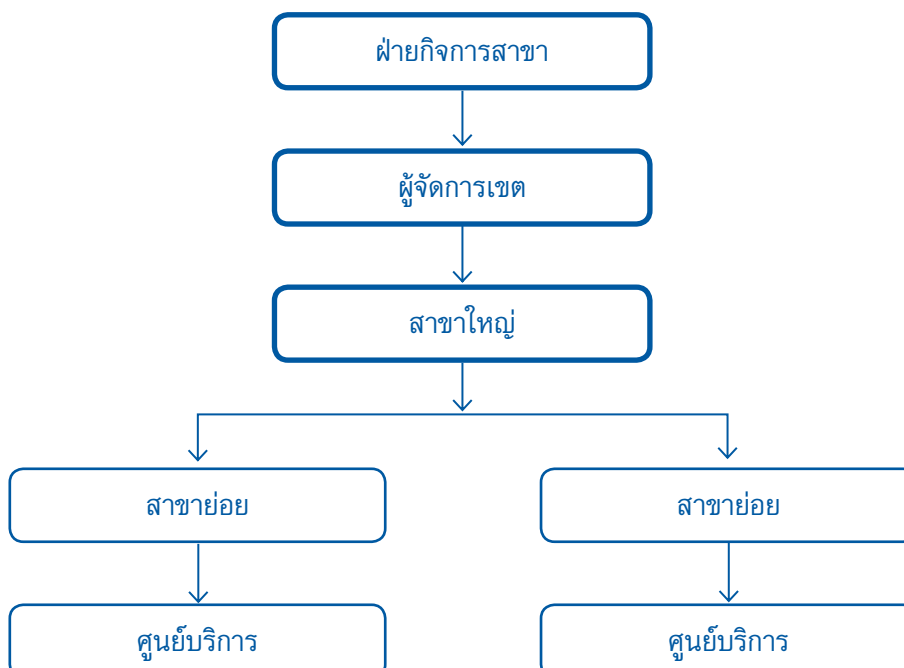 ฝ่ายกิจการสาขา
ผู้จัดการเขต
สาขาใหญ่
สาขาย่อย
สาขาย่อย
ศูนย์บริการ
ศูนย์บริการ